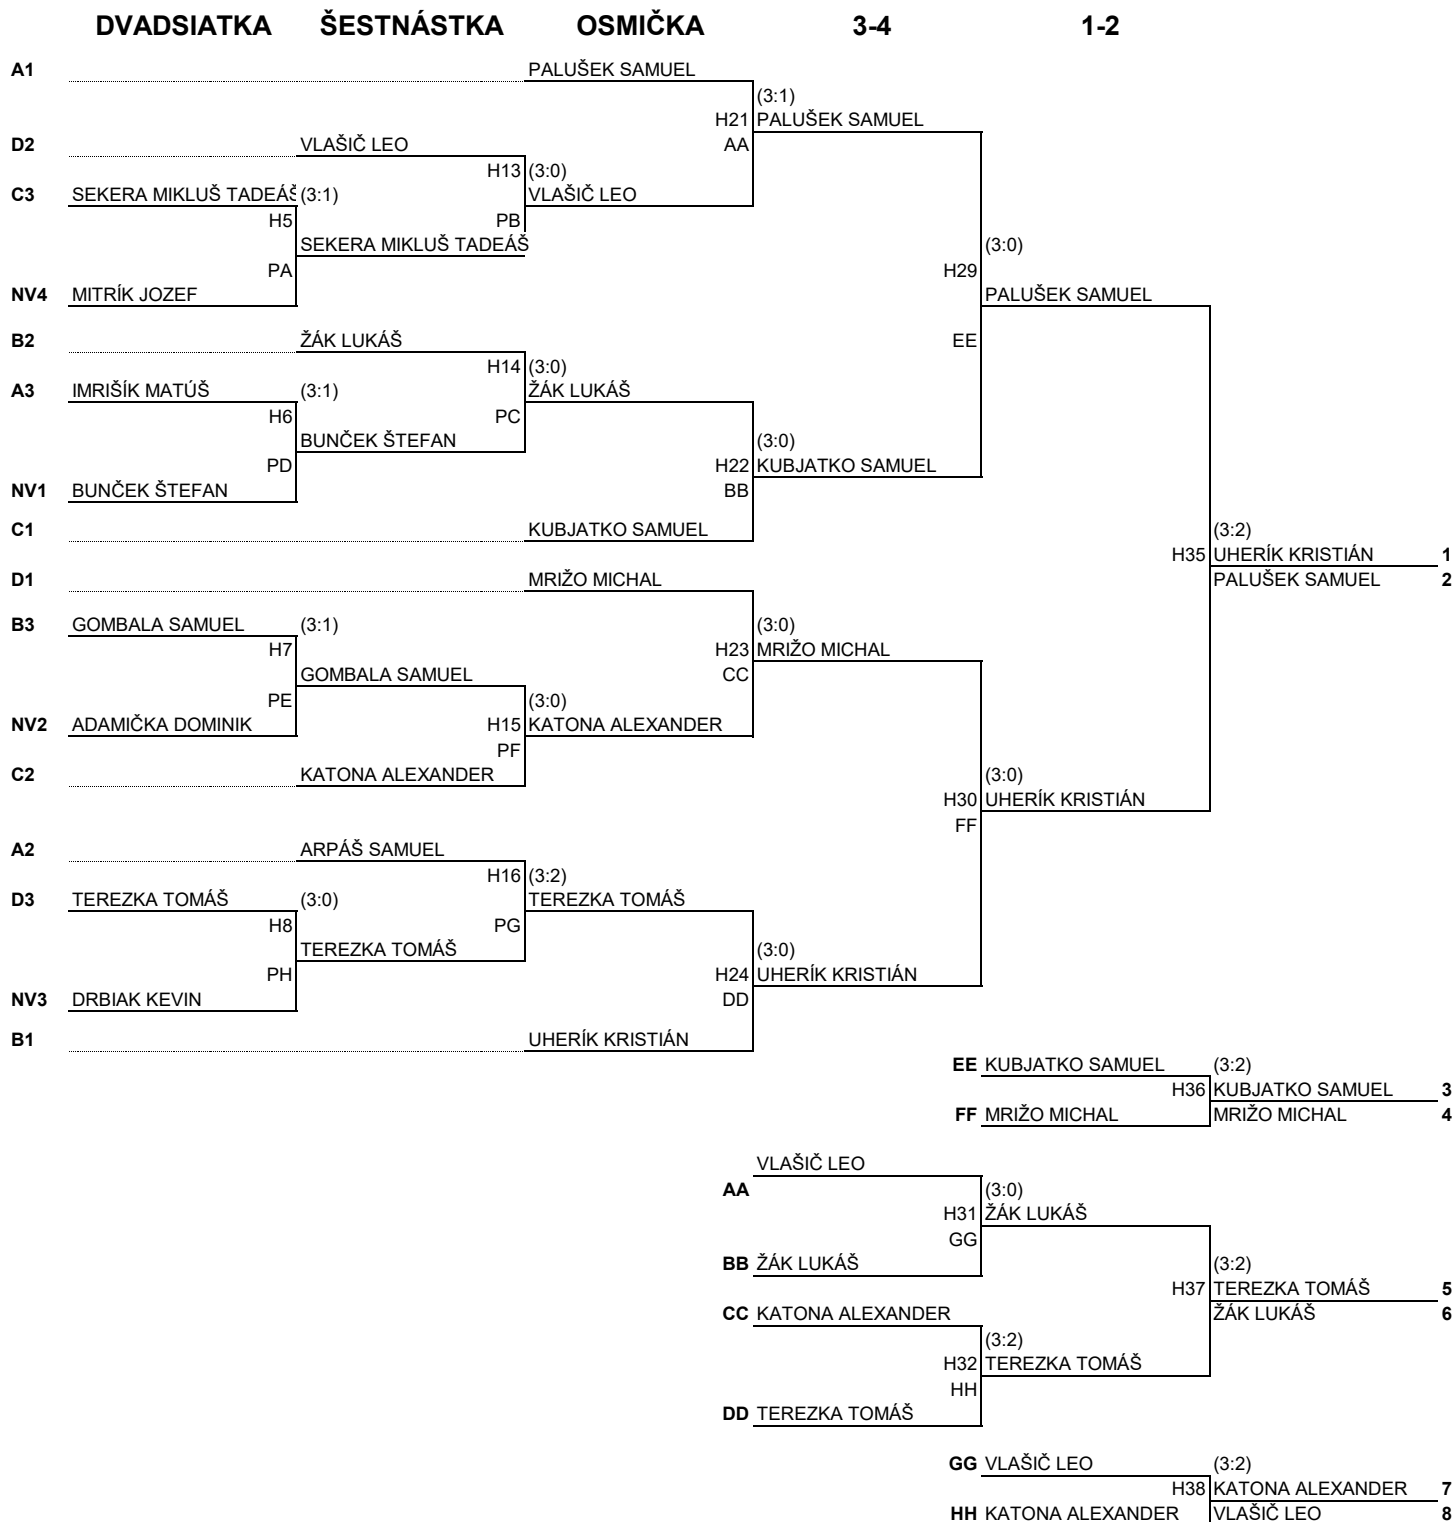 DVADSIATKA ŠESTNÁSTKA OSMIČKA 3-4 1-2
A1 PALUŠEK SAMUEL
(3:1)
H21 PALUŠEK SAMUEL
D2 VLAŠIČ LEO AA
H13 (3:0)
C3 SEKERA MIKLUŠ TADEÁŠ (3:1) VLAŠIČ LEO
H5 PB
SEKERA MIKLUŠ TADEÁŠ (3:0)
PA H29
NV4 MITRÍK JOZEF PALUŠEK SAMUEL
B2 ŽÁK LUKÁŠ EE
H14 (3:0)
A3 IMRIŠÍK MATÚŠ (3:1) ŽÁK LUKÁŠ
H6 PC
BUNČEK ŠTEFAN (3:0)
PD H22 KUBJATKO SAMUEL
NV1 BUNČEK ŠTEFAN BB
C1 KUBJATKO SAMUEL (3:2)
H35 UHERÍK KRISTIÁN 1
D1 MRIŽO MICHAL PALUŠEK SAMUEL 2
B3 GOMBALA SAMUEL (3:1) (3:0)
H7 H23 MRIŽO MICHAL
GOMBALA SAMUEL CC
PE (3:0)
NV2 ADAMIČKA DOMINIK H15 KATONA ALEXANDER
PF
C2 KATONA ALEXANDER (3:0)
H30 UHERÍK KRISTIÁN
FF
A2 ARPÁŠ SAMUEL
H16 (3:2)
D3 TEREZKA TOMÁŠ (3:0) TEREZKA TOMÁŠ
H8 PG
TEREZKA TOMÁŠ (3:0)
PH H24 UHERÍK KRISTIÁN
NV3 DRBIAK KEVIN DD
B1 UHERÍK KRISTIÁN
EE KUBJATKO SAMUEL (3:2)
H36 KUBJATKO SAMUEL 3
FF MRIŽO MICHAL MRIŽO MICHAL 4
VLAŠIČ LEO
AA (3:0)
H31 ŽÁK LUKÁŠ
GG
BB ŽÁK LUKÁŠ (3:2)
H37 TEREZKA TOMÁŠ 5
CC KATONA ALEXANDER ŽÁK LUKÁŠ 6
(3:2)
H32 TEREZKA TOMÁŠ
HH
DD TEREZKA TOMÁŠ
GG VLAŠIČ LEO (3:2)
H38 KATONA ALEXANDER 7
HH KATONA ALEXANDER VLAŠIČ LEO 8